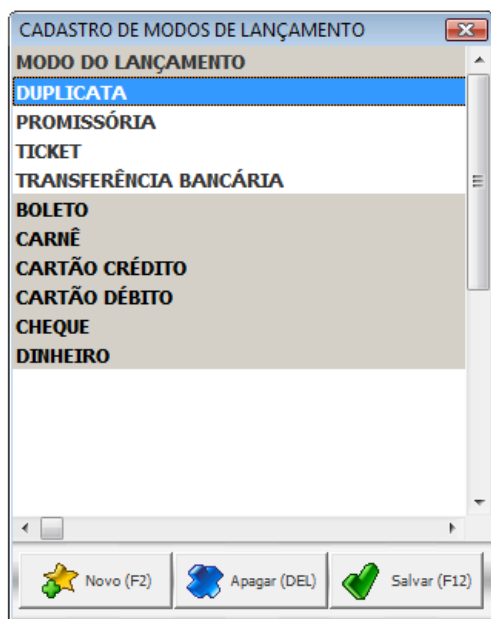 CADASTRO DE MODOS DE LANÇAMENTO
MODO DO LANÇAMENTO
DUPLICATA
PROMISSÓRIA
TICKET
TRANSFERÊNCIA BANCÁRIA
BOLETO
CARNÊ
CARTÃO CRÉDITO
CARTÃO DÉBITO
CHEQUE
DINHEIRO
Novo (F2) Apagar (DEL) Salvar (F12)